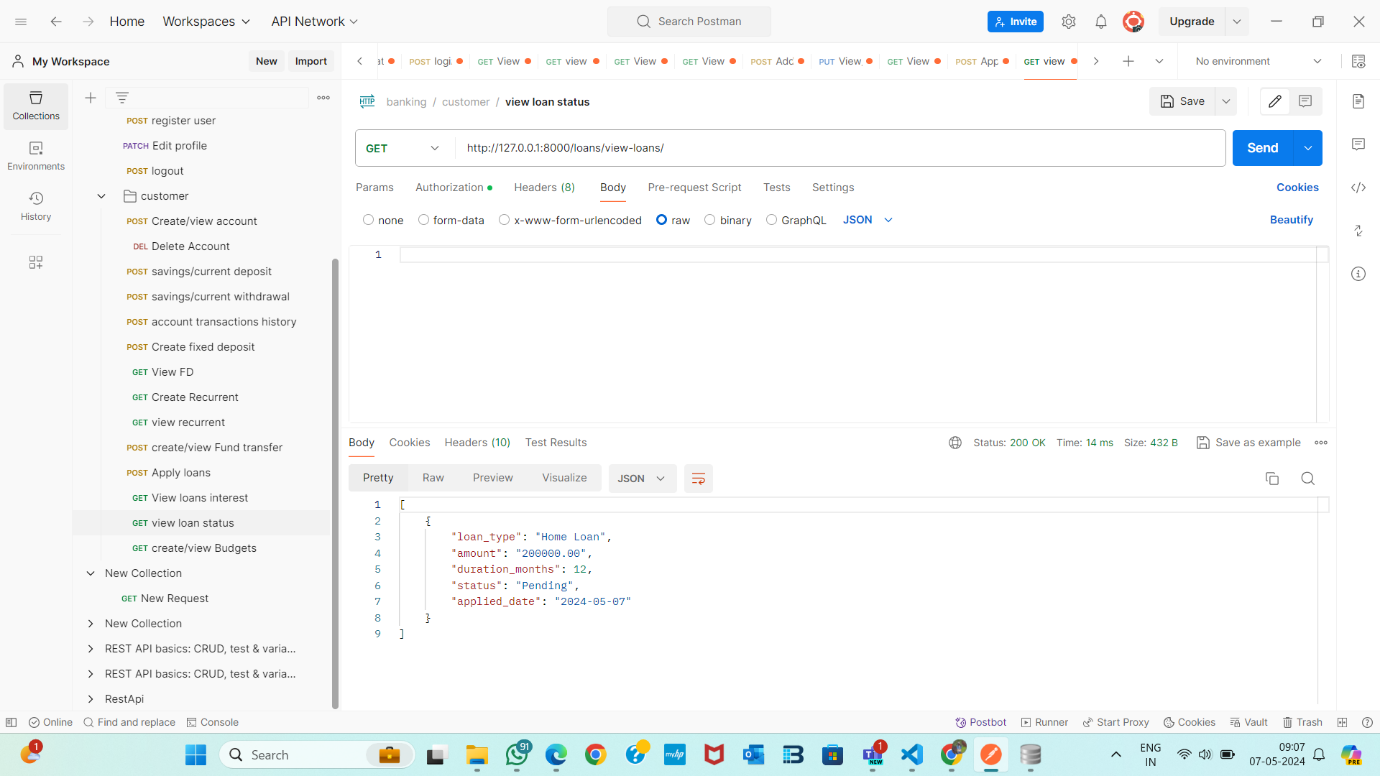 Home Workspaces API Network Search Postman Invite Upgrade
My Workspace New Import
POST logi GET View GET view GET View GET View POST Adc PUT View GET View POST App GET view No environment
banking / customer / view loan status Save
GET http://127.0.0.1:8000/loans/view-loans/ Send
Params Authorization Headers (8) Body Pre-request Script Tests Settings Cookies
none form-data x-www-form-urlencoded raw binary GraphQL JSON Beautify
1
Collections
Environments
History
POST register user
PATCH Edit profile
POST logout
customer
POST Create/view account
DEL Delete Account
POST savings/current deposit
POST savings/current withdrawal
POST account transactions history
POST Create fixed deposit
GET View FD
GET Create Recurrent
GET view recurrent
POST create/view Fund transfer
POST Apply loans
GET View loans interest
GET view loan status
GET create/view Budgets
New Collection
GET New Request
New Collection
REST API basics: CRUD, test & varia...
REST API basics: CRUD, test & varia...
RestApi
Body Cookies Headers (10) Test Results Status: 200 OK Time: 14 ms Size: 432 B Save as example
Pretty Raw Preview Visualize JSON
1 [
2 {
3 "loan_type": "Home Loan",
4 "amount": "200000.00",
5 "duration_months": 12,
6 "status": "Pending",
7 "applied_date": "2024-05-07"
8 }
9 ]
Online Find and replace Console Postbot Runner Start Proxy Cookies Vault Trash
1 Search 91 1 ENG 09:07
IN 07-05-2024